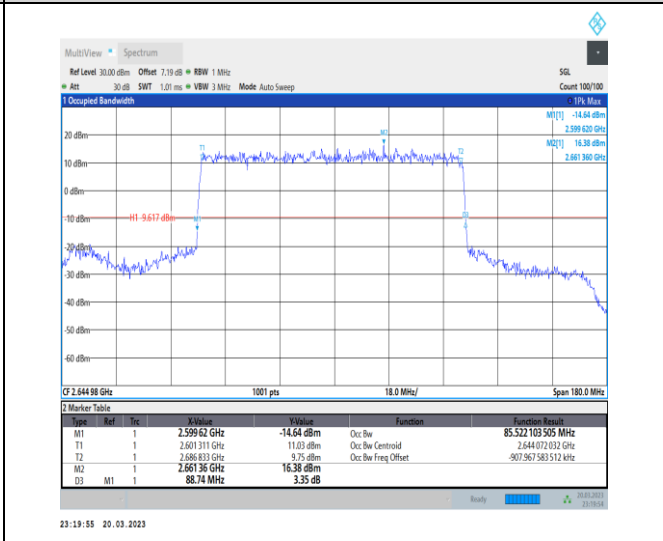 MultiView Spectrum
Ref Level 30.00 dBm Offset 7.19 dB RBW 1 MHz SGL
Att 30 dB SWT 1.01 ms VBW 3 MHz Mode Auto Sweep Count 100/100
1 Occupied Bandwidth 1Pk Max
M1[1] -14.64 dBm
2.599 620 GHz
M2[1] 16.38 dBm
2.661 360 GHz
20 dBm
M2
T1
T2
10 dBm
0 dBm
-10 dBm
H1 -9.617 dBm
M1
-20 dBm
-30 dBm
-40 dBm
-50 dBm
-60 dBm
CF 2.644 98 GHz 1001 pts 18.0 MHz/ Span 180.0 MHz
2 Marker Table
Type Ref Trc X-Value Y-Value Function Function Result
M1 1 2.599 62 GHz -14.64 dBm Occ Bw 85.522 103 505 MHz
T1 1 2.601 311 GHz 11.03 dBm Occ Bw Centroid 2.644 072 032 GHz
T2 1 2.686 833 GHz 9.75 dBm Occ Bw Freq Offset -907.967 583 512 kHz
M2 1 2.661 36 GHz 16.38 dBm
D3 M1 1 88.74 MHz 3.35 dB
Ready 20.03.2023
23:19:54
23:19:55 20.03.2023